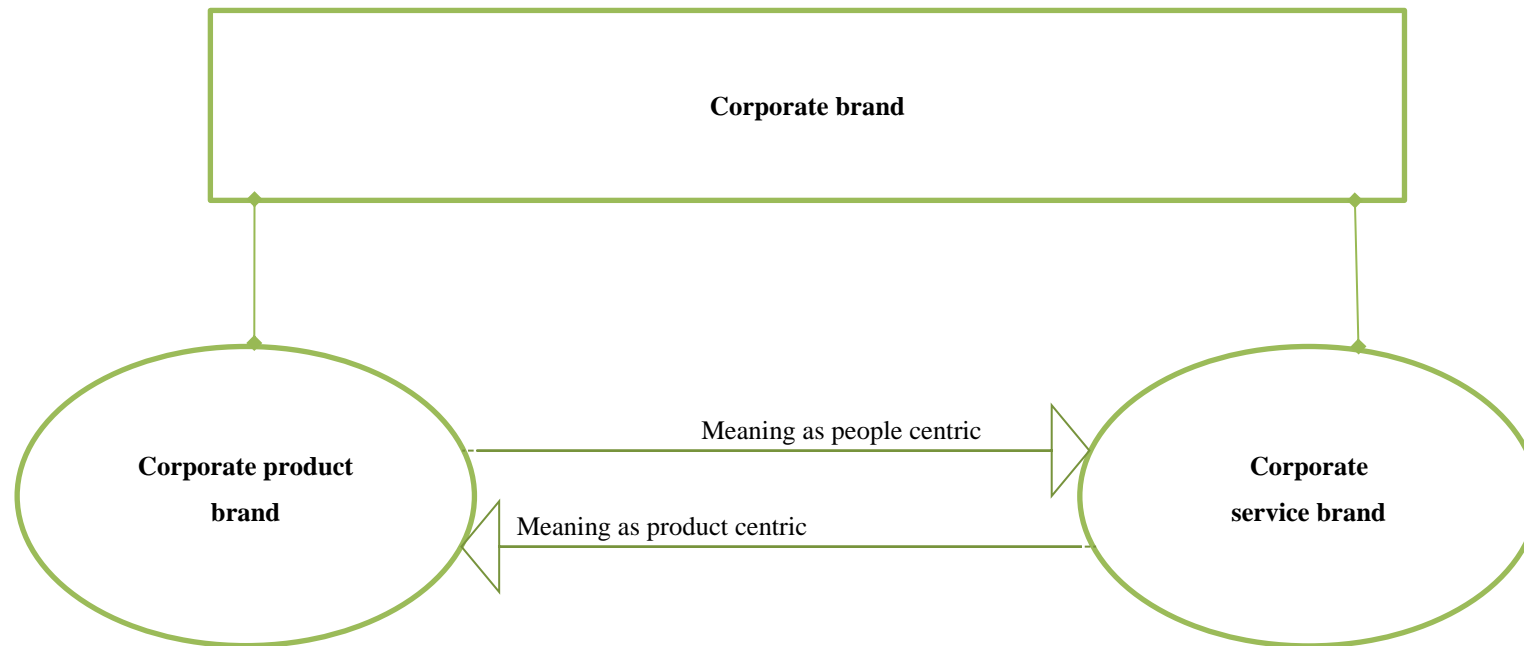 Corporate brand
Meaning as people centric
Corporate product
brand
Corporate
service brand
Meaning as product centric